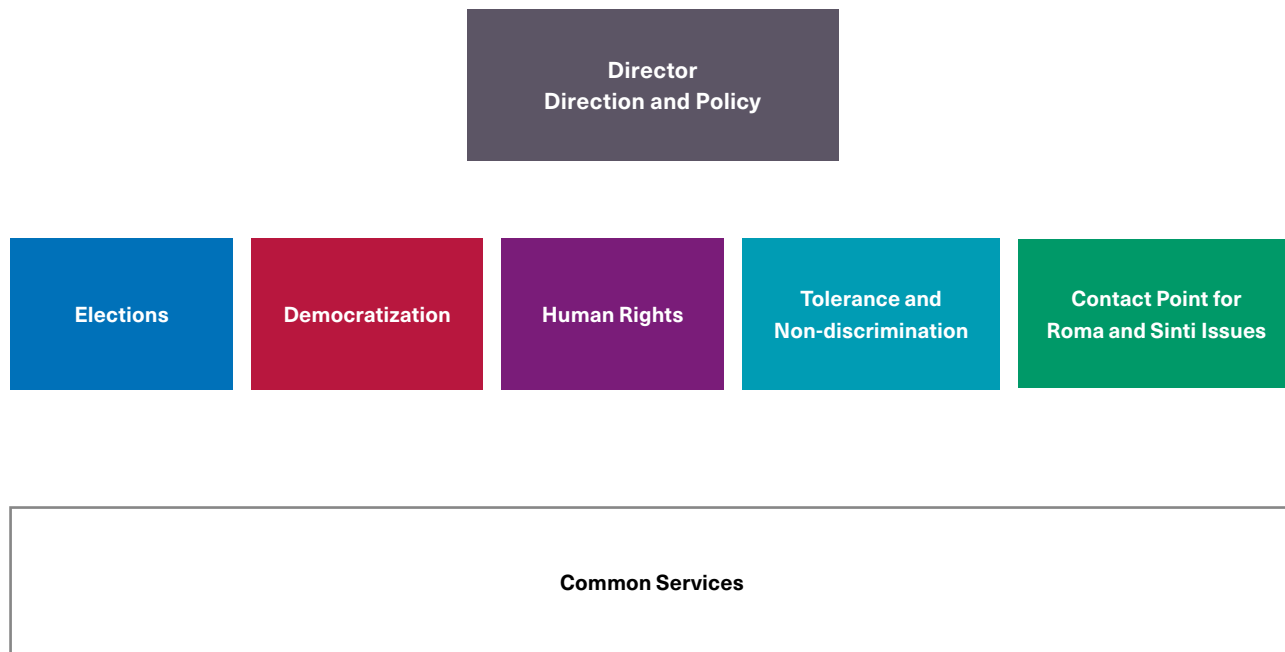 Director
Direction and Policy
Elections
Democratization
Human Rights
Tolerance and
Non-discrimination
Contact Point for
Roma and Sinti Issues
Common Services